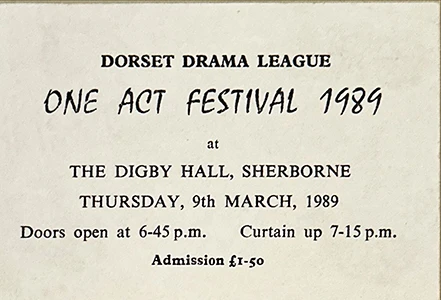 DORSET DRAMA LEAGUE
ONE ACT FESTIVAL 1989
at
THE DIGBY HALL, SHERBORNE
THURSDAY, 9th MARCH, 1989
Doors open at 6-45 p.m. Curtain up 7-15 p.m.
Admission £1-50